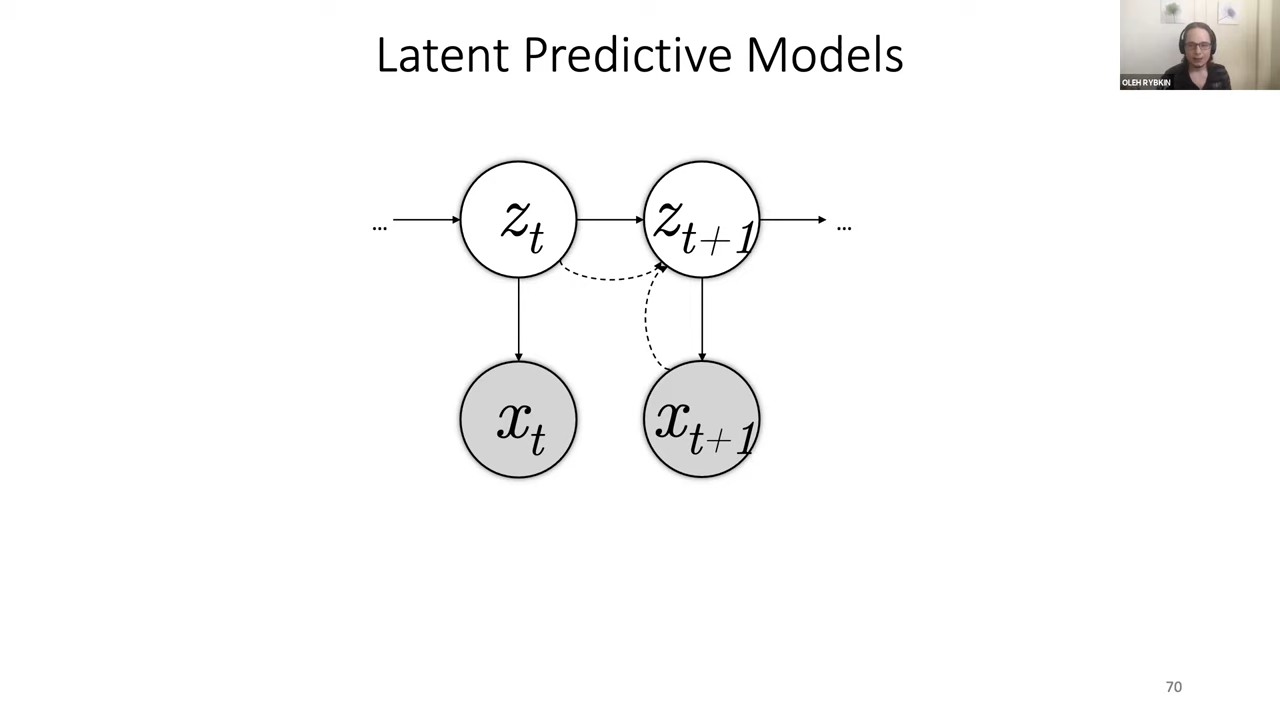 Latent Predictive Models
OLEH RYBKIN
... z_t z_{t+1} ...
x_t x_{t+1}
70